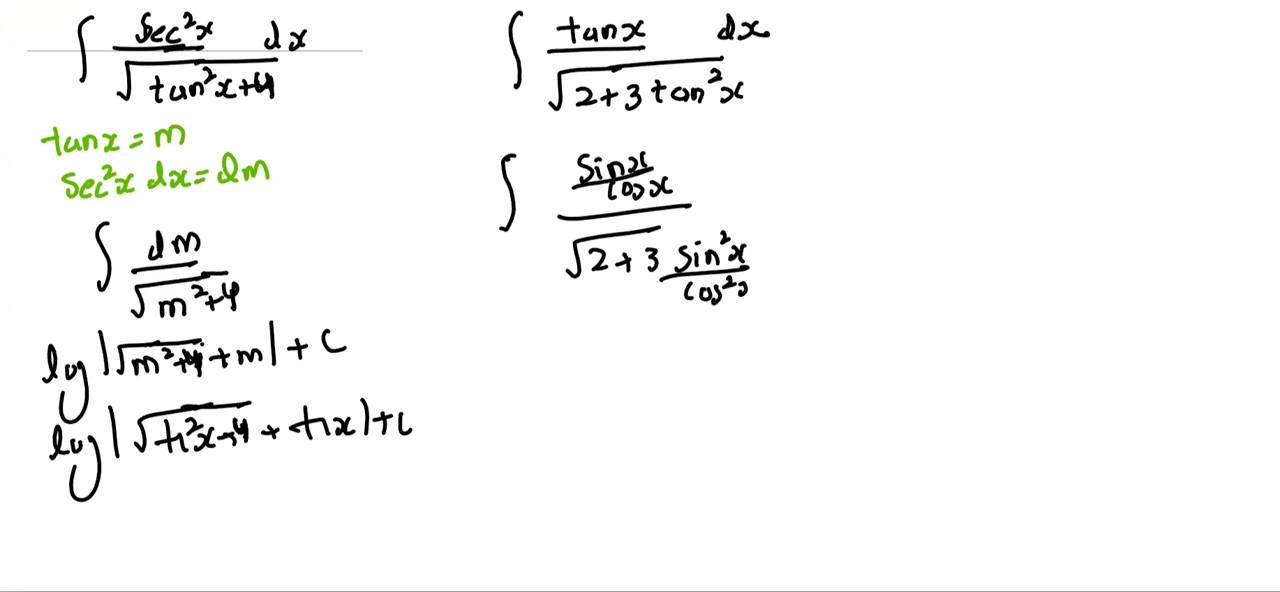 ∫ sec²x / √(tan²x+4) dx
tanx = m
sec²x dx = dm
∫ dm / √(m²+4)
log |√(m²+4) + m| + c
log | √(t²x+4) + tx | + c
∫ tanx / √(2+3tan²x) dx
∫ (sinx / cosx) / √(2+3 sin²x / cos²x)